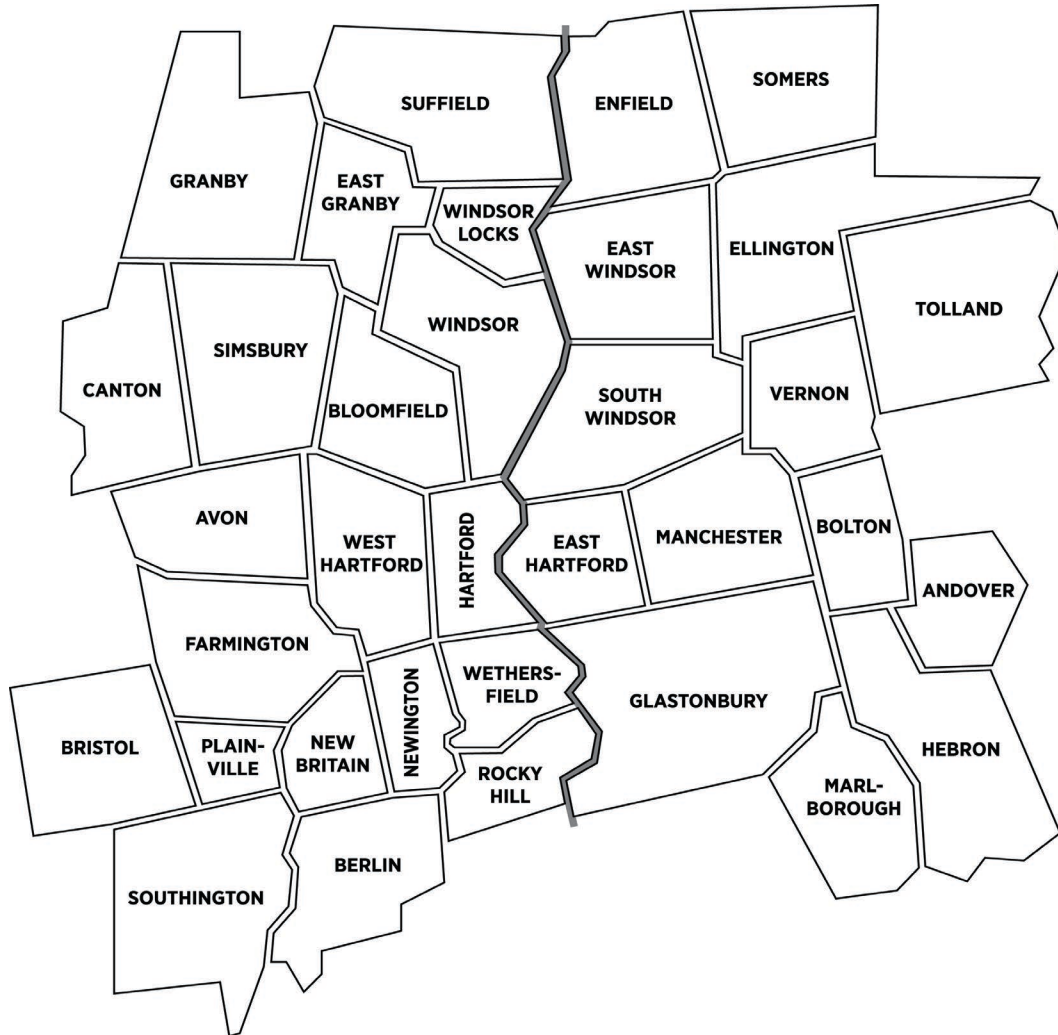 SOMERS
SUFFIELD
ENFIELD
GRANBY
EAST
GRANBY
WINDSOR
LOCKS
EAST
WINDSOR
ELLINGTON
TOLLAND
WINDSOR
SIMSBURY
CANTON
BLOOMFIELD
SOUTH
WINDSOR
VERNON
AVON
WEST
HARTFORD
HARTFORD
EAST
HARTFORD
MANCHESTER
BOLTON
ANDOVER
FARMINGTON
WETHERS-
FIELD
GLASTONBURY
NEWINGTON
BRISTOL
PLAIN-
VILLE
NEW
BRITAIN
ROCKY
HILL
HEBRON
MARL-
BOROUGH
BERLIN
SOUTHINGTON